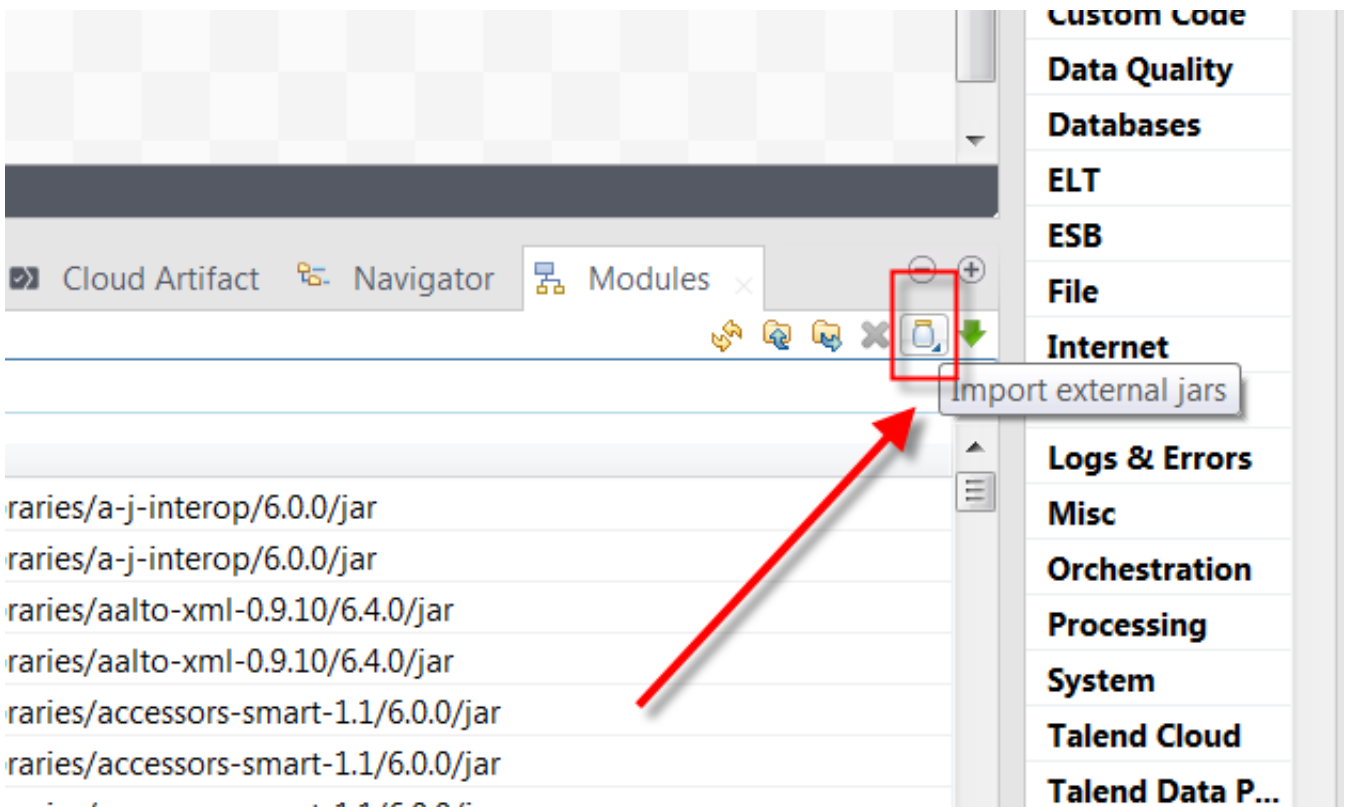 Custom Code
Data Quality
Databases
ELT
ESB
File
Internet
Logs & Errors
Misc
Orchestration
Processing
System
Talend Cloud
Talend Data P...
Cloud Artifact
Navigator
Modules
Import external jars
raries/a-j-interop/6.0.0/jar
raries/a-j-interop/6.0.0/jar
raries/aalto-xml-0.9.10/6.4.0/jar
raries/aalto-xml-0.9.10/6.4.0/jar
raries/accessors-smart-1.1/6.0.0/jar
raries/accessors-smart-1.1/6.0.0/jar